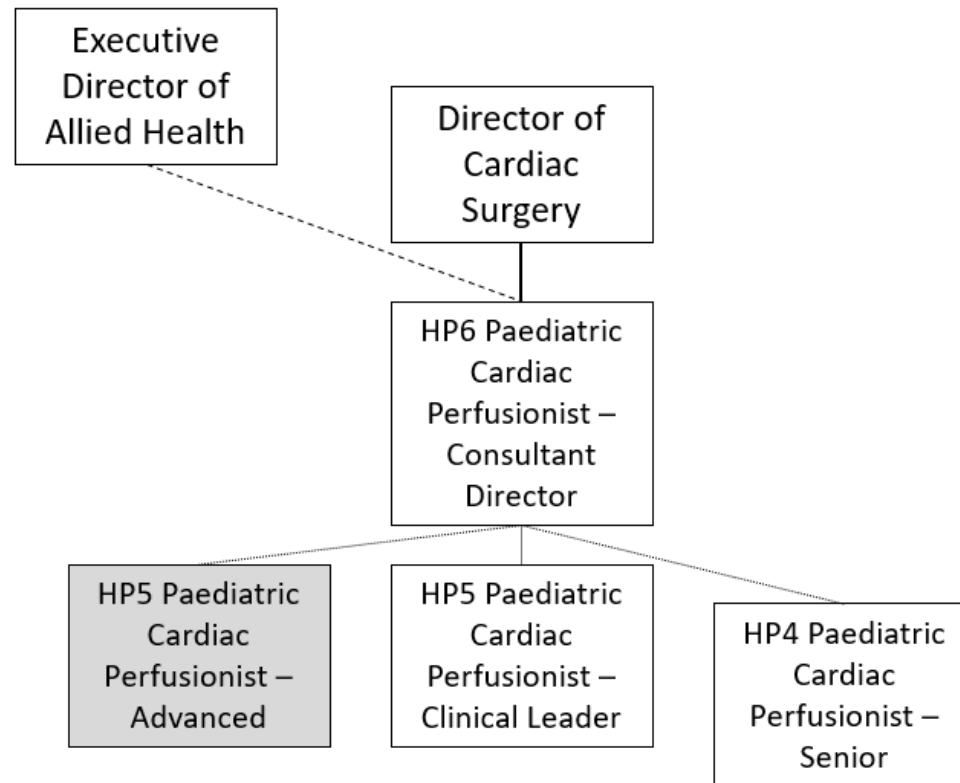 Executive
Director of
Allied Health
Director of
Cardiac
Surgery
HP6 Paediatric
Cardiac
Perfusionist –
Consultant
Director
HP5 Paediatric
Cardiac
Perfusionist –
Advanced
HP5 Paediatric
Cardiac
Perfusionist –
Clinical Leader
HP4 Paediatric
Cardiac
Perfusionist –
Senior